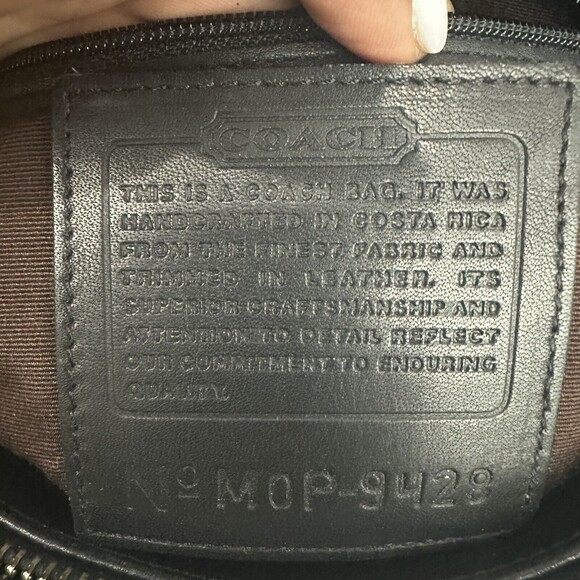 COACH
THIS IS A COACH BAG. IT WAS
HANDCRAFTED IN COSTA RICA
FROM THE FINEST FABRIC AND
TRIMMED IN LEATHER. ITS
SUPERIOR CRAFTSMANSHIP AND
ATTENTION TO DETAIL REFLECT
OUR COMMITMENT TO ENDURING
QUALITY.
Nº M0P-9428